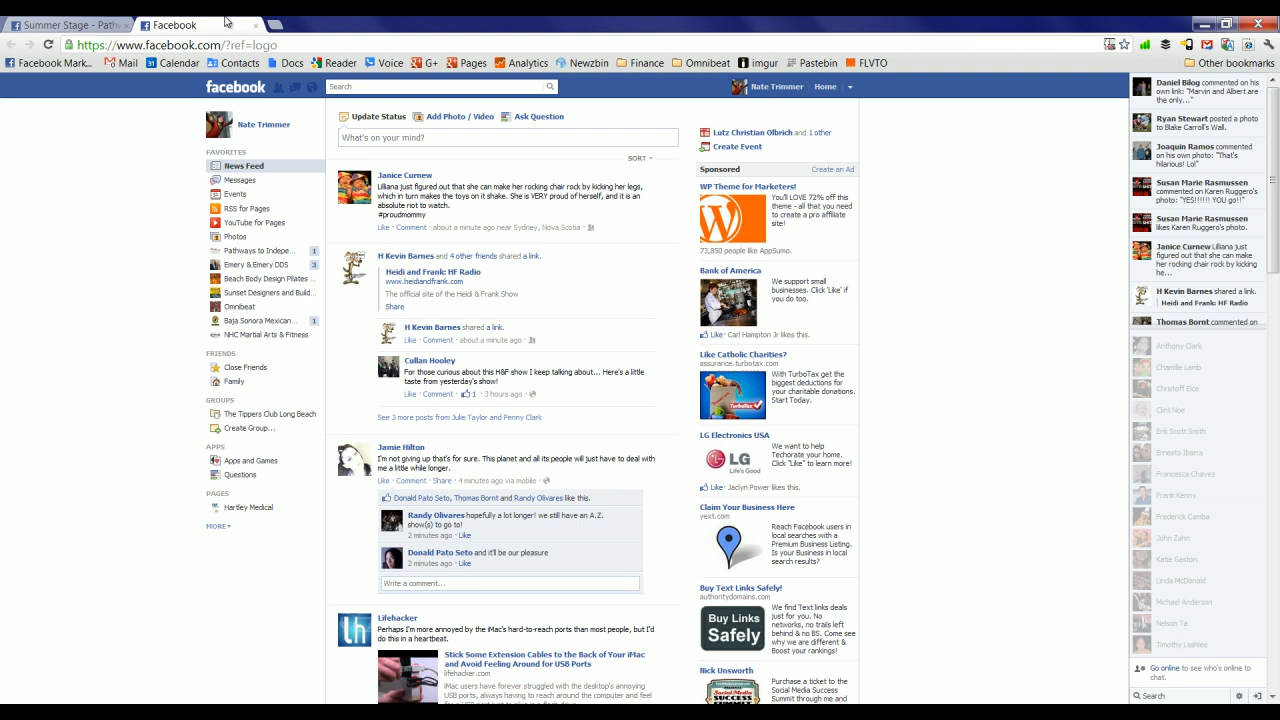 Summer Stage - Path
Facebook
https://www.facebook.com/?ref=logo
Facebook Mark...
Mail
Calendar
Contacts
Docs
Reader
Voice
G+
Pages
Analytics
Newzbin
Finance
Omnibeat
imgur
Pastebin
FLVTO
Other bookmarks
facebook
Search
Nate Trimmer
Home
Nate Trimmer
FAVORITES
News Feed
Messages
Events
RSS for Pages
YouTube for Pages
Photos
Pathways to Indepe... 1
Emery & Emery DDS 3
Beach Body Design Pilates ...
Sunset Designers and Build...
Omnibeat
Baja Sonora Mexican... 1
NHC Martial Arts & Fitness
FRIENDS
Close Friends
Family
GROUPS
The Tippers Club Long Beach
Create Group...
APPS
Apps and Games
Questions
PAGES
Hartley Medical
MORE
Update Status
Add Photo / Video
Ask Question
What's on your mind?
SORT
Janice Curnew
Lilliana just figured out that she can make her rocking chair rock by kicking her legs,
which in turn makes the toys on it shake. She is VERY proud of herself, and it is an
absolute riot to watch.
#proudmommy
Like · Comment · about a minute ago near Sydney, Nova Scotia ·
H Kevin Barnes and 4 other friends shared a link.
Heidi and Frank: HF Radio
www.heidiandfrank.com
The official site of the Heidi & Frank Show
Share
H Kevin Barnes shared a link.
Like · Comment · about a minute ago ·
Cullan Hooley
For those curious about this H&F show I keep talking about... Here's a little
taste from yesterday's show!
Like · Comment · 1 · 3 hours ago ·
See 3 more posts from Julie Taylor and Penny Clark
Jamie Hilton
I'm not giving up that's for sure. This planet and all its people will just have to deal with
me a little while longer.
Like · Comment · Share · 4 minutes ago via mobile ·
Donald Pato Seto, Thomas Bornt and Randy Olivares like this.
Randy Olivares hopefully a lot longer! we still have an A.Z.
show(s) to go to!
2 minutes ago · Like
Donald Pato Seto and it'll be our pleasure
2 minutes ago · Like
Write a comment...
Lifehacker
Perhaps I'm more annoyed by the iMac's hard-to-reach ports than most people, but I'd
do this in a heartbeat.
Stick Some Extension Cables to the Back of Your iMac
and Avoid Feeling Around for USB Ports
lifehacker.com
iMac users have forever struggled with the desktop's annoying
USB ports, always having to reach around the computer and feel
Lutz Christian Olbrich and 1 other
Create Event
Sponsored
Create an Ad
WP Theme for Marketers!
You'll LOVE 72% off this
theme - all that you need
to create a pro affiliate
site!
73,850 people like AppSumo.
Bank of America
We support small
businesses. Click 'Like' if
you do too.
Like · Carl Hampton Jr likes this.
Like Catholic Charities?
assurance.turbotax.com
With TurboTax get the
biggest deductions for
your charitable donations.
Start Today.
TurboTax
LG Electronics USA
LG
Life's Good
We want to help
Techorate your home.
Click "Like" to learn more!
Like · Jaclyn Power likes this.
Claim Your Business Here
yext.com
Reach Facebook users in
local searches with a
Premium Business Listing.
Is your Business in local
search results?
Buy Text Links Safely!
authoritydomains.com
Buy Links
Safely
We find Text links deals
just for you. No
networks, no trails left
behind & no BS. Come see
why we are different &
Boost your rankings!
Nick Unsworth
Social Media
SUCCESS
SUMMIT
Purchase a ticket to the
Social Media Success
Summit through me and
Daniel Bilog commented on his
own link: "Marvin and Albert are
the only..."
Ryan Stewart posted a photo
to Blake Carroll's Wall.
Joaquin Ramos commented
on his own photo: "That's
hilarious! Lol"
Susan Marie Rasmussen
commented on Karen Ruggero's
photo: "YES!!!!!! YOU go!!"
Susan Marie Rasmussen
likes Karen Ruggero's photo.
Janice Curnew Lilliana just
figured out that she can make
her rocking chair rock by kicking
he...
H Kevin Barnes shared a link.
Heidi and Frank: HF Radio
Thomas Bornt commented on
Anthony Clark
Chamille Lamb
Christoff Elce
Clint Noe
Erik Scott Smith
Ernesto Ibarra
Francesca Chavez
Frank Kenny
Frederick Camba
John Zahn
Katie Gaston
Linda McDonald
Michael Anderson
Nelson Ta
Timothy Lashlee
Go online to see who's online to
chat.
Search